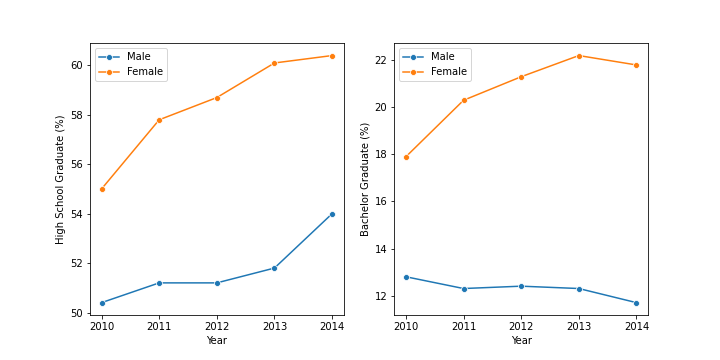 Male
Female
High School Graduate (%)
60
58
56
54
52
50
2010 2011 2012 2013 2014
Year
Male
Female
Bachelor Graduate (%)
22
20
18
16
14
12
2010 2011 2012 2013 2014
Year